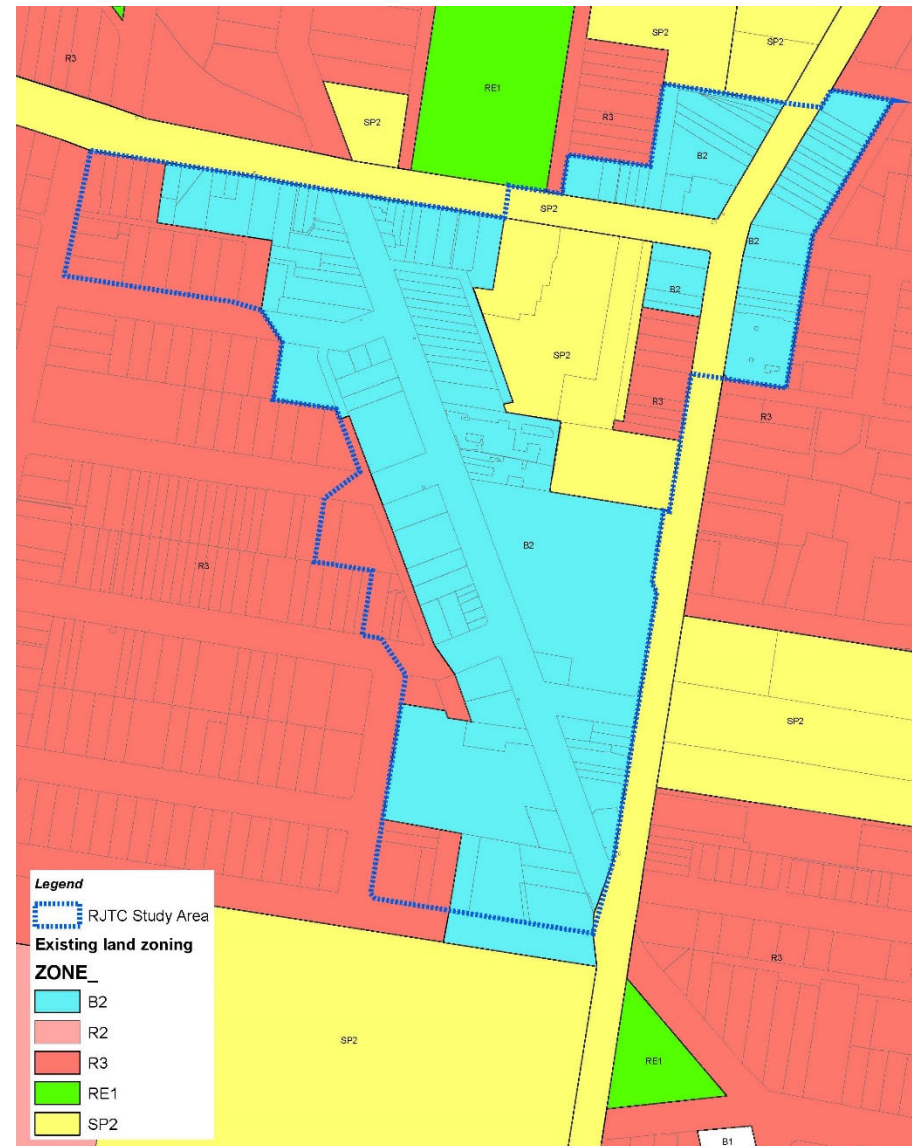 SP2
SP2
R3
RE1
SP2
R3
B2
SP2
B2
B2
SP2
R3
R3
B2
R3
SP2
R3
SP2
RE1
B1
Legend
RJTC Study Area
Existing land zoning
ZONE_
B2
R2
R3
RE1
SP2